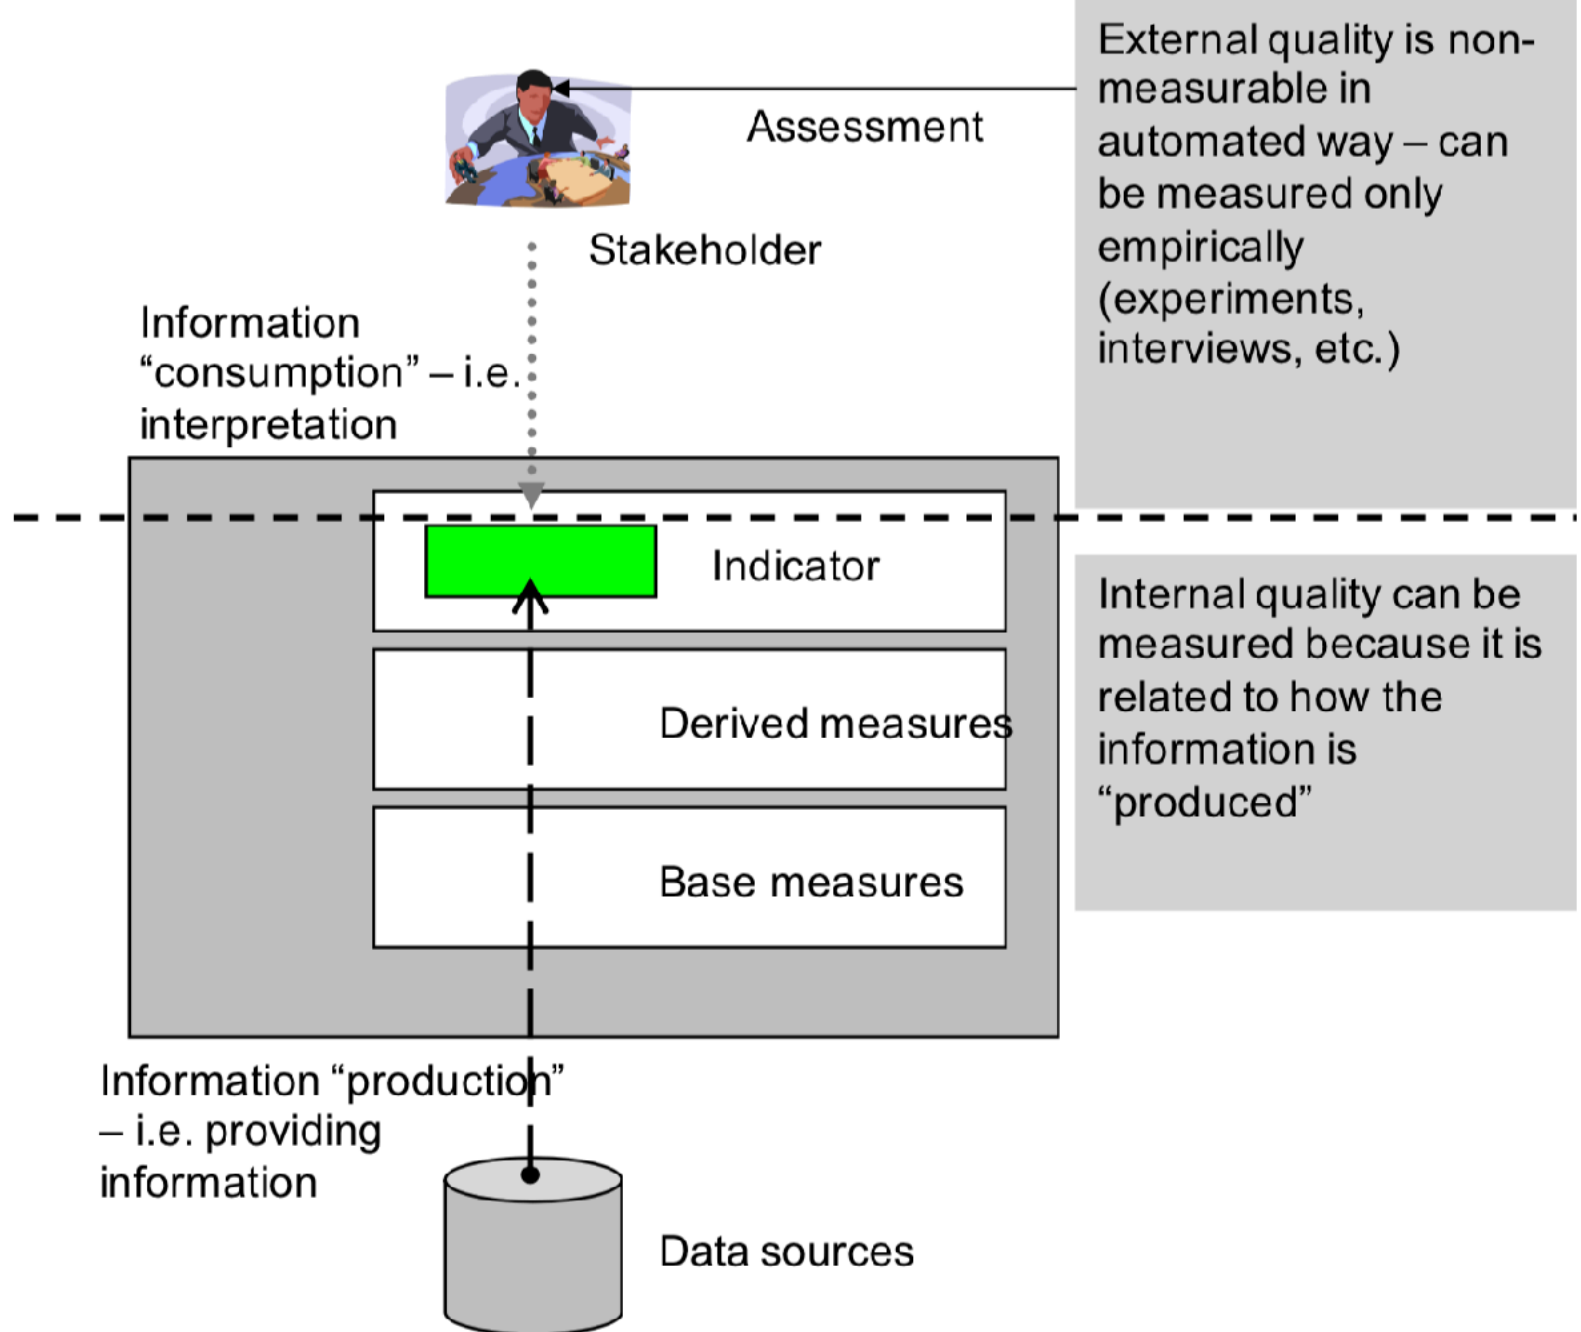 External quality is non-
measurable in
automated way – can
be measured only
empirically
(experiments,
interviews, etc.)
Assessment
Stakeholder
Information
“consumption” – i.e.
interpretation
Indicator
Internal quality can be
measured because it is
related to how the
information is
“produced”
Derived measures
Base measures
Information “production”
– i.e. providing
information
Data sources